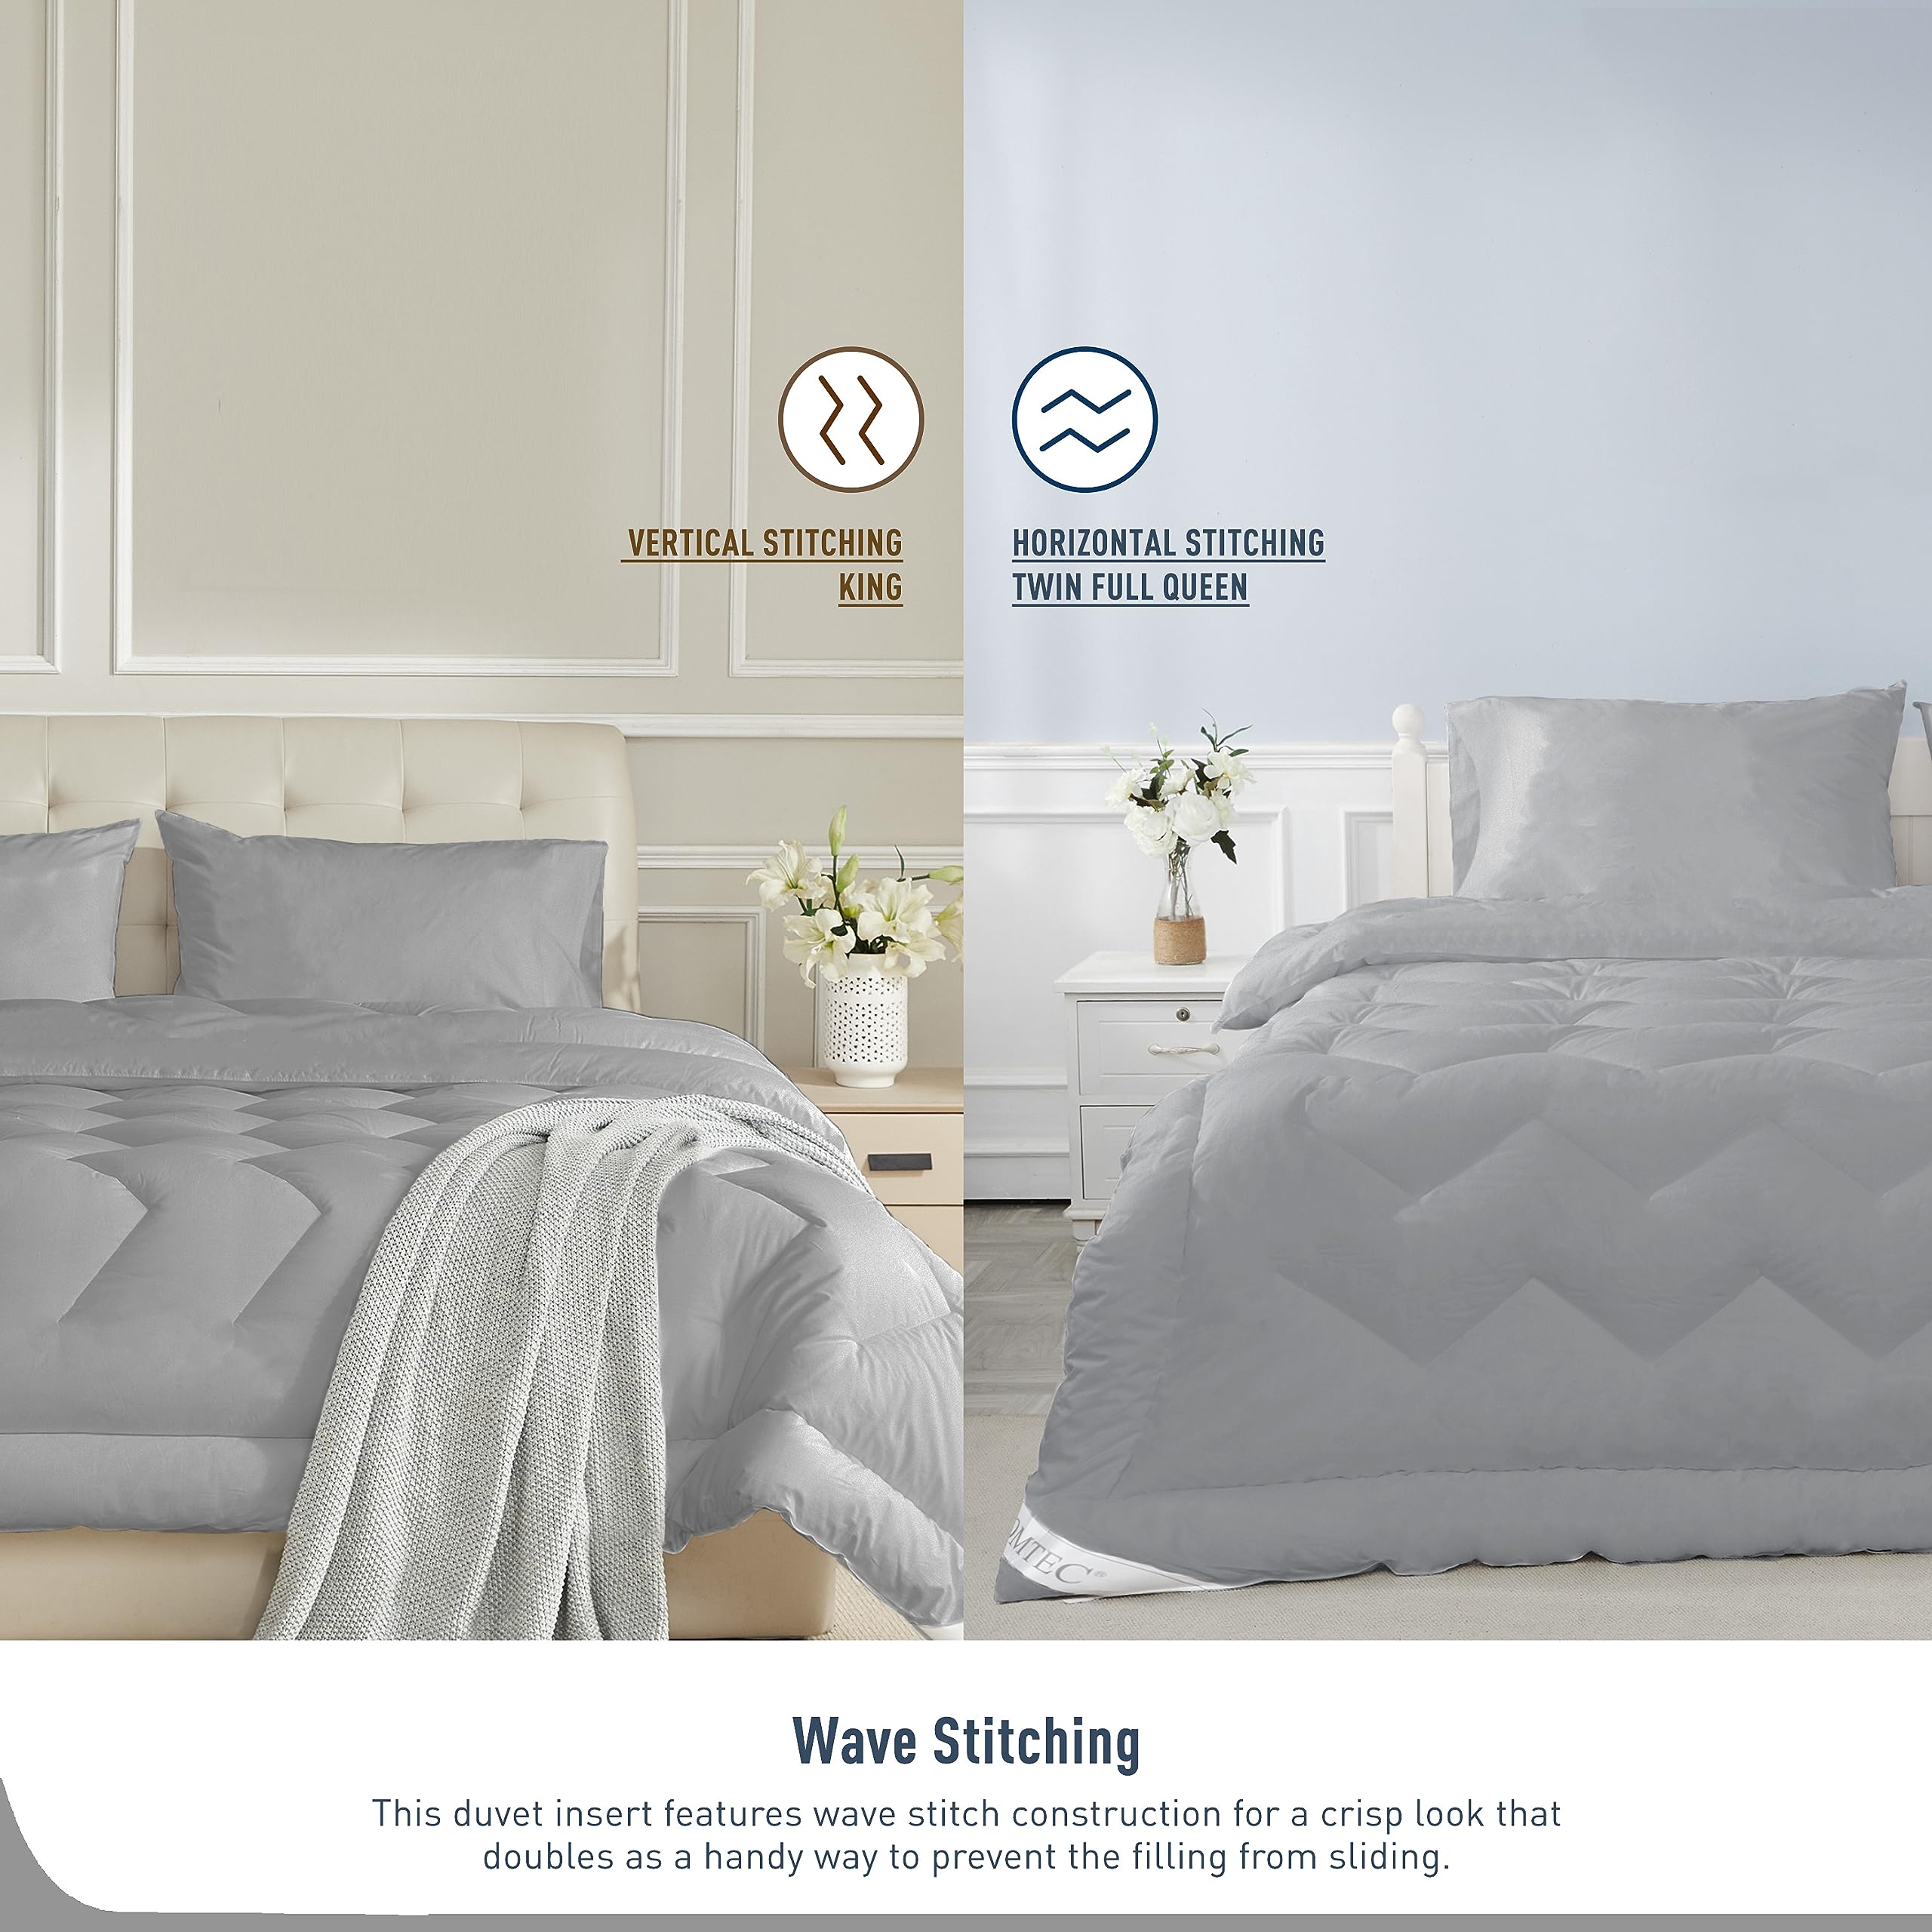 VERTICAL STITCHING
KING
HORIZONTAL STITCHING
TWIN FULL QUEEN
Wave Stitching
This duvet insert features wave stitch construction for a crisp look that
doubles as a handy way to prevent the filling from sliding.